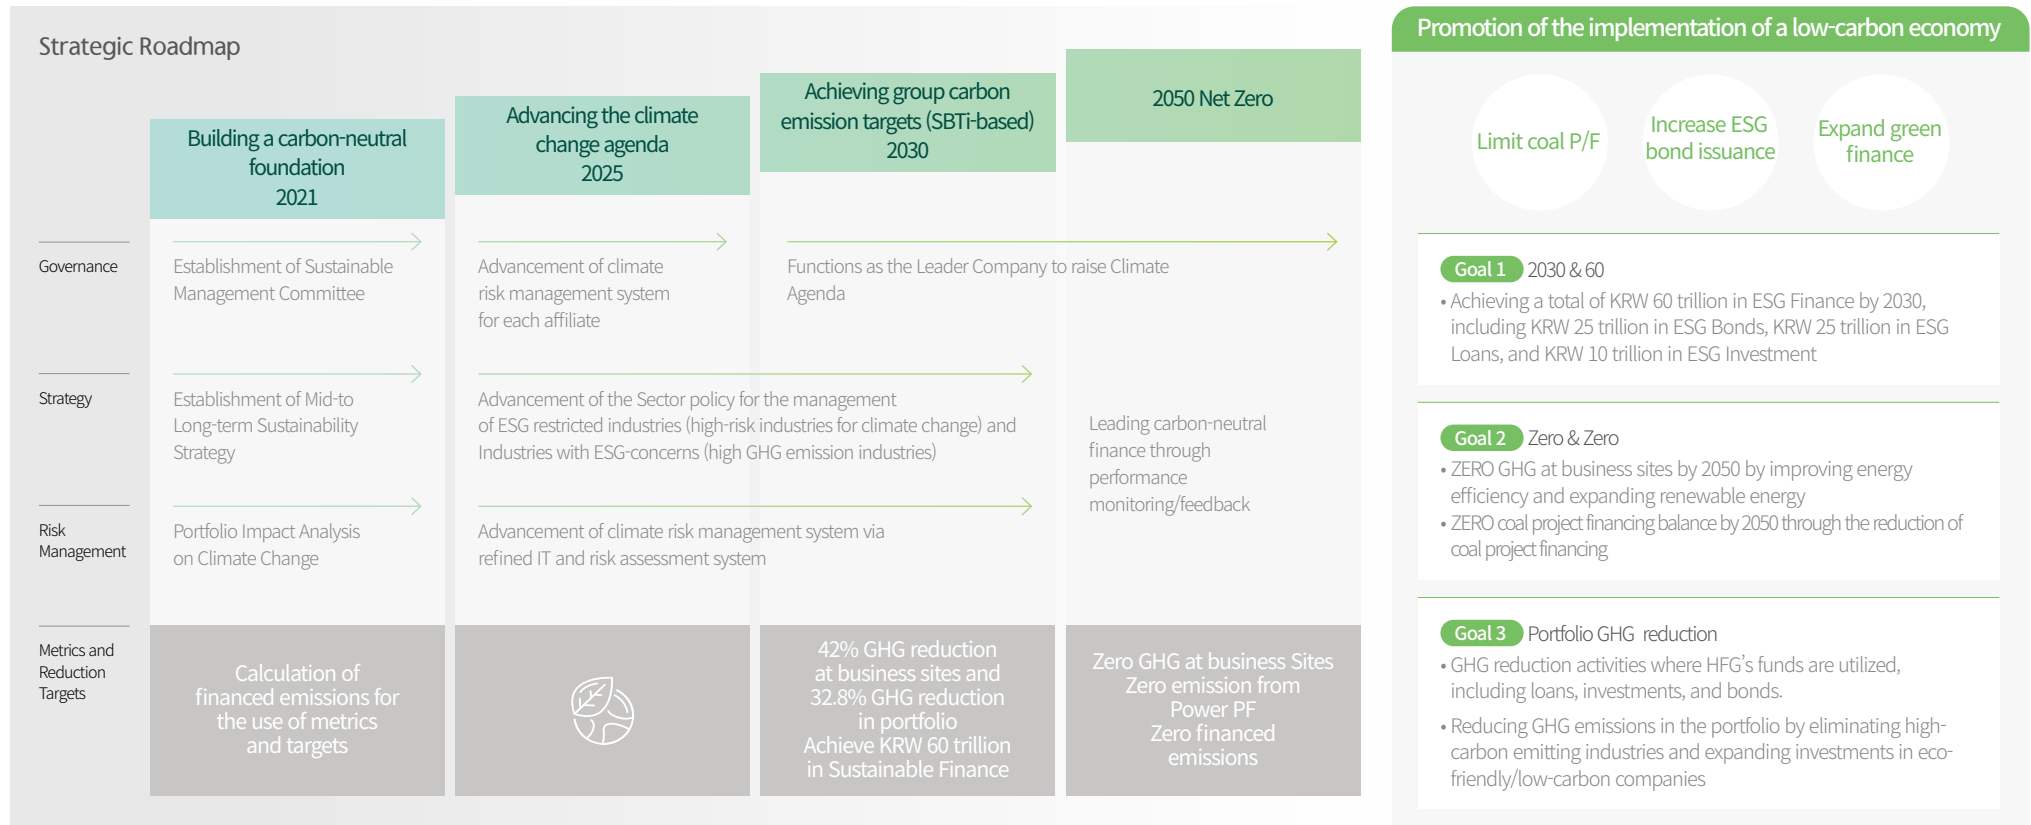 Strategic Roadmap
Building a carbon-neutral
foundation
2021
Advancing the climate
change agenda
2025
Achieving group carbon
emission targets (SBTi-based)
2030
2050 Net Zero
Governance
Establishment of Sustainable
Management Committee
Advancement of climate
risk management system
for each affiliate
Functions as the Leader Company to raise Climate
Agenda
Strategy
Establishment of Mid-to
Long-term Sustainability
Strategy
Advancement of the Sector policy for the management
of ESG restricted industries (high-risk industries for climate change) and
Industries with ESG-concerns (high GHG emission industries)
Risk
Management
Portfolio Impact Analysis
on Climate Change
Advancement of climate risk management system via
refined IT and risk assessment system
Leading carbon-neutral
finance through
performance
monitoring/feedback
Metrics and
Reduction
Targets
Calculation of
financed emissions for
the use of metrics
and targets
42% GHG reduction
at business sites and
32.8% GHG reduction
in portfolio
Achieve KRW 60 trillion
in Sustainable Finance
Zero GHG at business Sites
Zero emission from
Power PF
Zero financed
emissions
Promotion of the implementation of a low-carbon economy
Limit coal P/F
Increase ESG
bond issuance
Expand green
finance
Goal 1 2030 & 60
• Achieving a total of KRW 60 trillion in ESG Finance by 2030,
including KRW 25 trillion in ESG Bonds, KRW 25 trillion in ESG
Loans, and KRW 10 trillion in ESG Investment
Goal 2 Zero & Zero
• ZERO GHG at business sites by 2050 by improving energy
efficiency and expanding renewable energy
• ZERO coal project financing balance by 2050 through the reduction of
coal project financing
Goal 3 Portfolio GHG reduction
• GHG reduction activities where HFG's funds are utilized,
including loans, investments, and bonds.
• Reducing GHG emissions in the portfolio by eliminating high-
carbon emitting industries and expanding investments in eco-
friendly/low-carbon companies